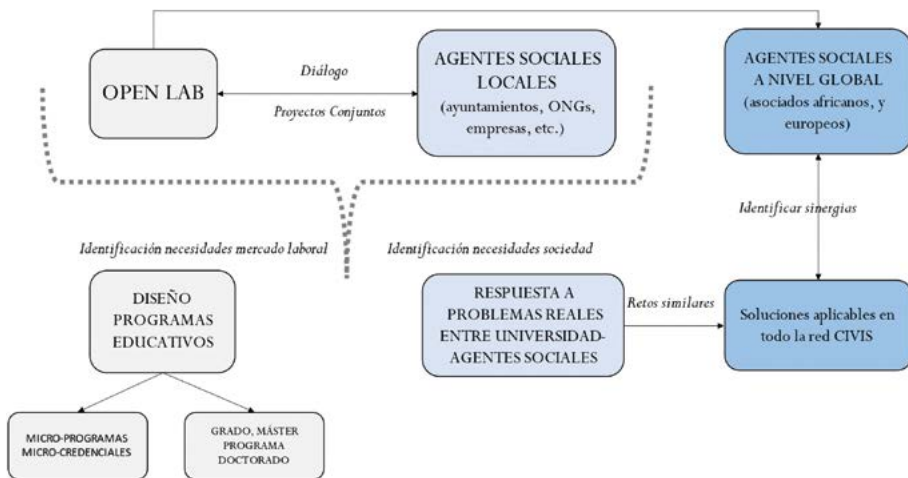 OPEN LAB
Diálogo
Proyectos Conjuntos
AGENTES SOCIALES
LOCALES
(ayuntamientos, ONGs,
empresas, etc.)
AGENTES SOCIALES
A NIVEL GLOBAL
(asociados africanos, y
europeos)
Identificar sinergias
Identificación necesidades mercado laboral
Identificación necesidades sociedad
DISEÑO
PROGRAMAS
EDUCATIVOS
RESPUESTA A
PROBLEMAS REALES
ENTRE UNIVERSIDAD-
AGENTES SOCIALES
Retos similares
Soluciones aplicables en
todo la red CIVIS
MICRO-PROGRAMAS
MICRO-CREDENCIALES
GRADO, MÁSTER
PROGRAMA
DOCTORADO